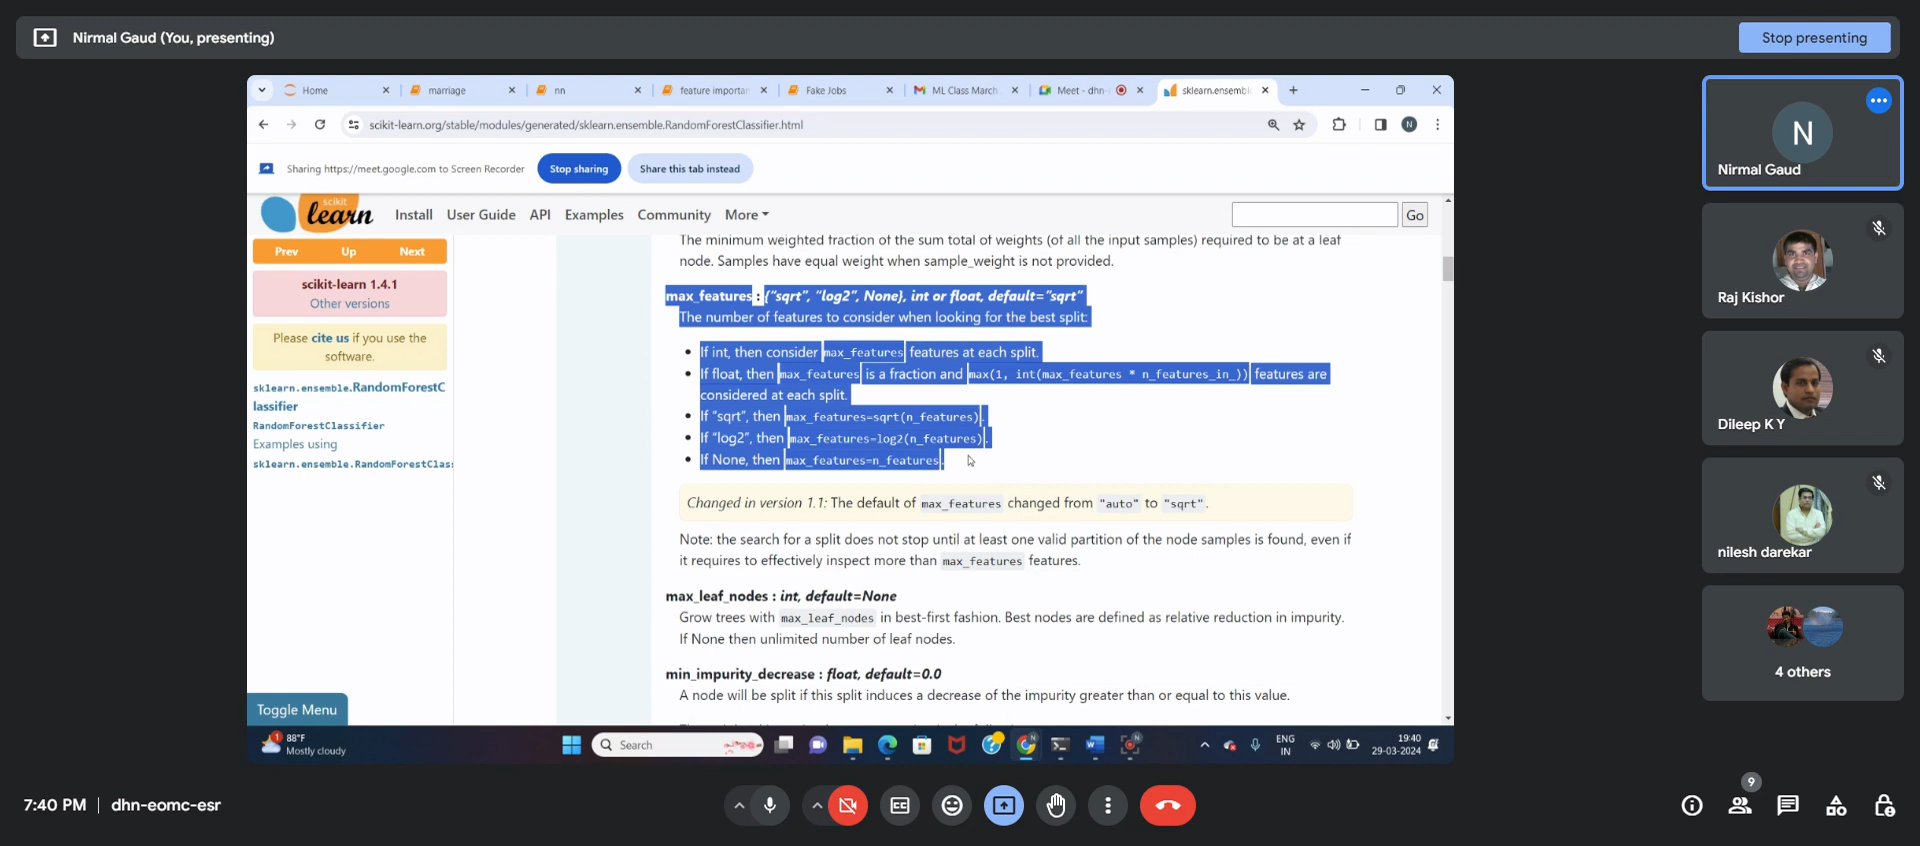 Nirmal Gaud (You, presenting)
Stop presenting
Home
marriage
nn
feature importan
Fake Jobs
ML Class March
Meet - dhn-
sklearn.ensembl
scikit-learn.org/stable/modules/generated/sklearn.ensemble.RandomForestClassifier.html
N
Sharing https://meet.google.com to Screen Recorder
Stop sharing
Share this tab instead
scikit
learn
Install User Guide API Examples Community More
Go
Prev Up Next
scikit-learn 1.4.1
Other versions
Please cite us if you use the
software.
sklearn.ensemble.RandomForestC
lassifier
RandomForestClassifier
Examples using
sklearn.ensemble.RandomForestClas
The minimum weighted fraction of the sum total of weights (of all the input samples) required to be at a leaf
node. Samples have equal weight when sample_weight is not provided.
max_features : {“sqrt”, “log2”, None}, int or float, default=”sqrt”
The number of features to consider when looking for the best split:
• If int, then consider max_features features at each split.
• If float, then max_features is a fraction and max(1, int(max_features * n_features_in_)) features are
considered at each split.
• If “sqrt”, then max_features=sqrt(n_features).
• If “log2”, then max_features=log2(n_features).
• If None, then max_features=n_features.
Changed in version 1.1: The default of max_features changed from "auto" to "sqrt".
Note: the search for a split does not stop until at least one valid partition of the node samples is found, even if
it requires to effectively inspect more than max_features features.
max_leaf_nodes : int, default=None
Grow trees with max_leaf_nodes in best-first fashion. Best nodes are defined as relative reduction in impurity.
If None then unlimited number of leaf nodes.
min_impurity_decrease : float, default=0.0
A node will be split if this split induces a decrease of the impurity greater than or equal to this value.
Toggle Menu
1
88°F
Mostly cloudy
Search
ENG
IN
19:40
29-03-2024
N
Nirmal Gaud
Raj Kishor
Dileep K Y
nilesh darekar
4 others
7:40 PM | dhn-eomc-esr
9